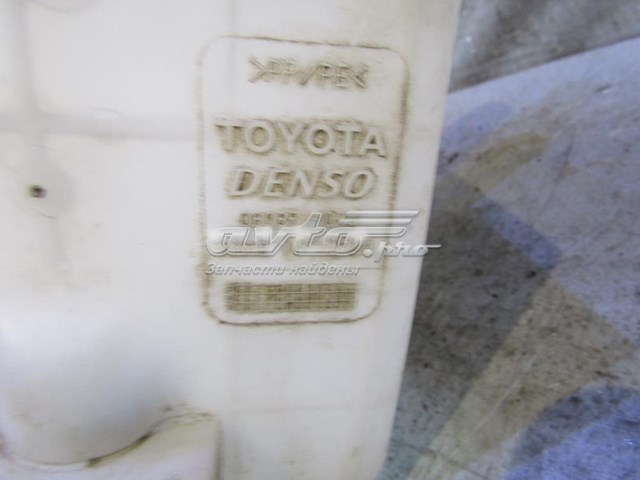 >PP/PE<
TOYOTA
DENSO
avto.pro
Запчасти найдены